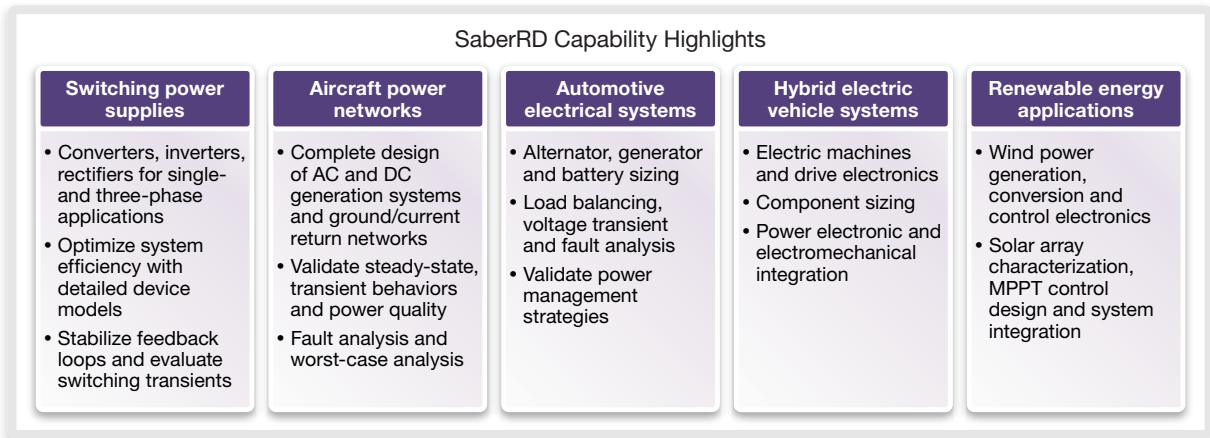 SaberRD Capability Highlights
Switching power
supplies
• Converters, inverters,
rectifiers for single-
and three-phase
applications
• Optimize system
efficiency with
detailed device
models
• Stabilize feedback
loops and evaluate
switching transients
Aircraft power
networks
• Complete design
of AC and DC
generation systems
and ground/current
return networks
• Validate steady-state,
transient behaviors
and power quality
• Fault analysis and
worst-case analysis
Automotive
electrical systems
• Alternator, generator
and battery sizing
• Load balancing,
voltage transient
and fault analysis
• Validate power
management
strategies
Hybrid electric
vehicle systems
• Electric machines
and drive electronics
• Component sizing
• Power electronic and
electromechanical
integration
Renewable energy
applications
• Wind power
generation,
conversion and
control electronics
• Solar array
characterization,
MPPT control
design and system
integration